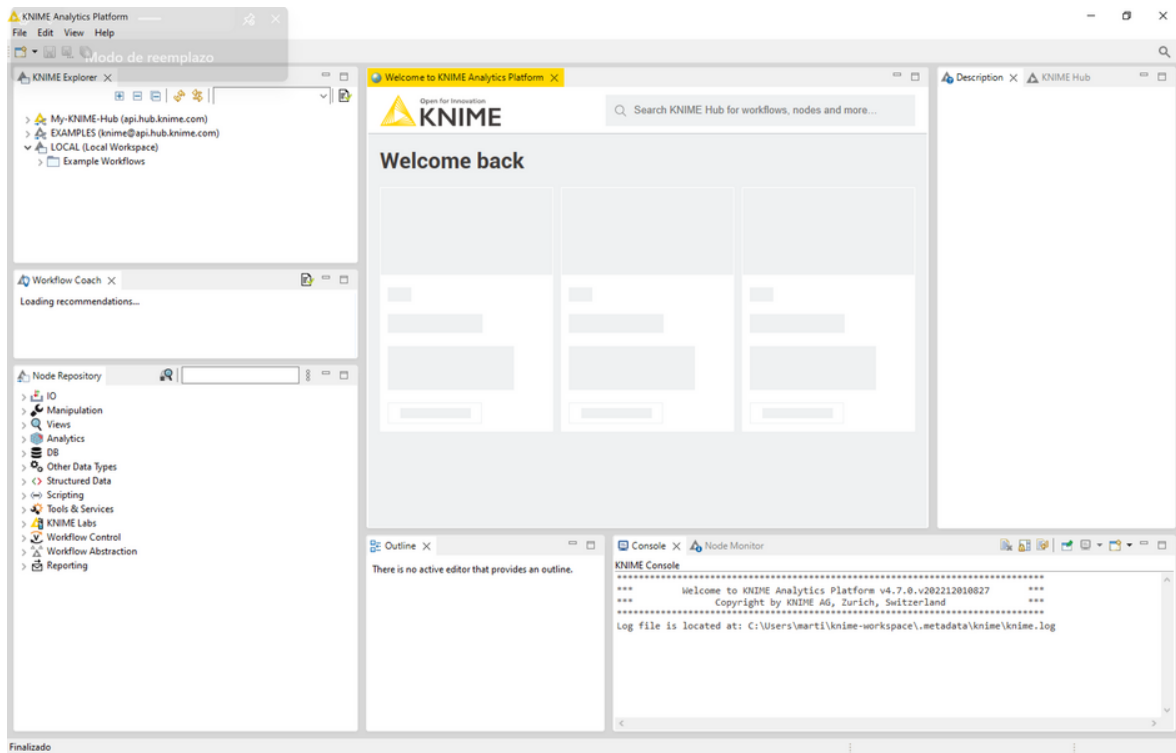 KNIME Analytics Platform
File Edit View Help
Modo de reemplazo
KNIME Explorer
My-KNIME-Hub (api.hub.knime.com)
EXAMPLES (knime@api.hub.knime.com)
LOCAL (Local Workspace)
Example Workflows
Workflow Coach
Loading recommendations...
Node Repository
IO
Manipulation
Views
Analytics
DB
Other Data Types
Structured Data
Scripting
Tools & Services
KNIME Labs
Workflow Control
Workflow Abstraction
Reporting
Welcome to KNIME Analytics Platform
Open for Innovation
KNIME
Search KNIME Hub for workflows, nodes and more...
Welcome back
Description KNIME Hub
Outline
There is no active editor that provides an outline.
Console Node Monitor
KNIME Console
*** Welcome to KNIME Analytics Platform v4.7.0.v202212010827 ***
*** Copyright by KNIME AG, Zurich, Switzerland ***
Log file is located at: C:\Users\marti\knime-workspace\.metadata\knime\knime.log
Finalizado